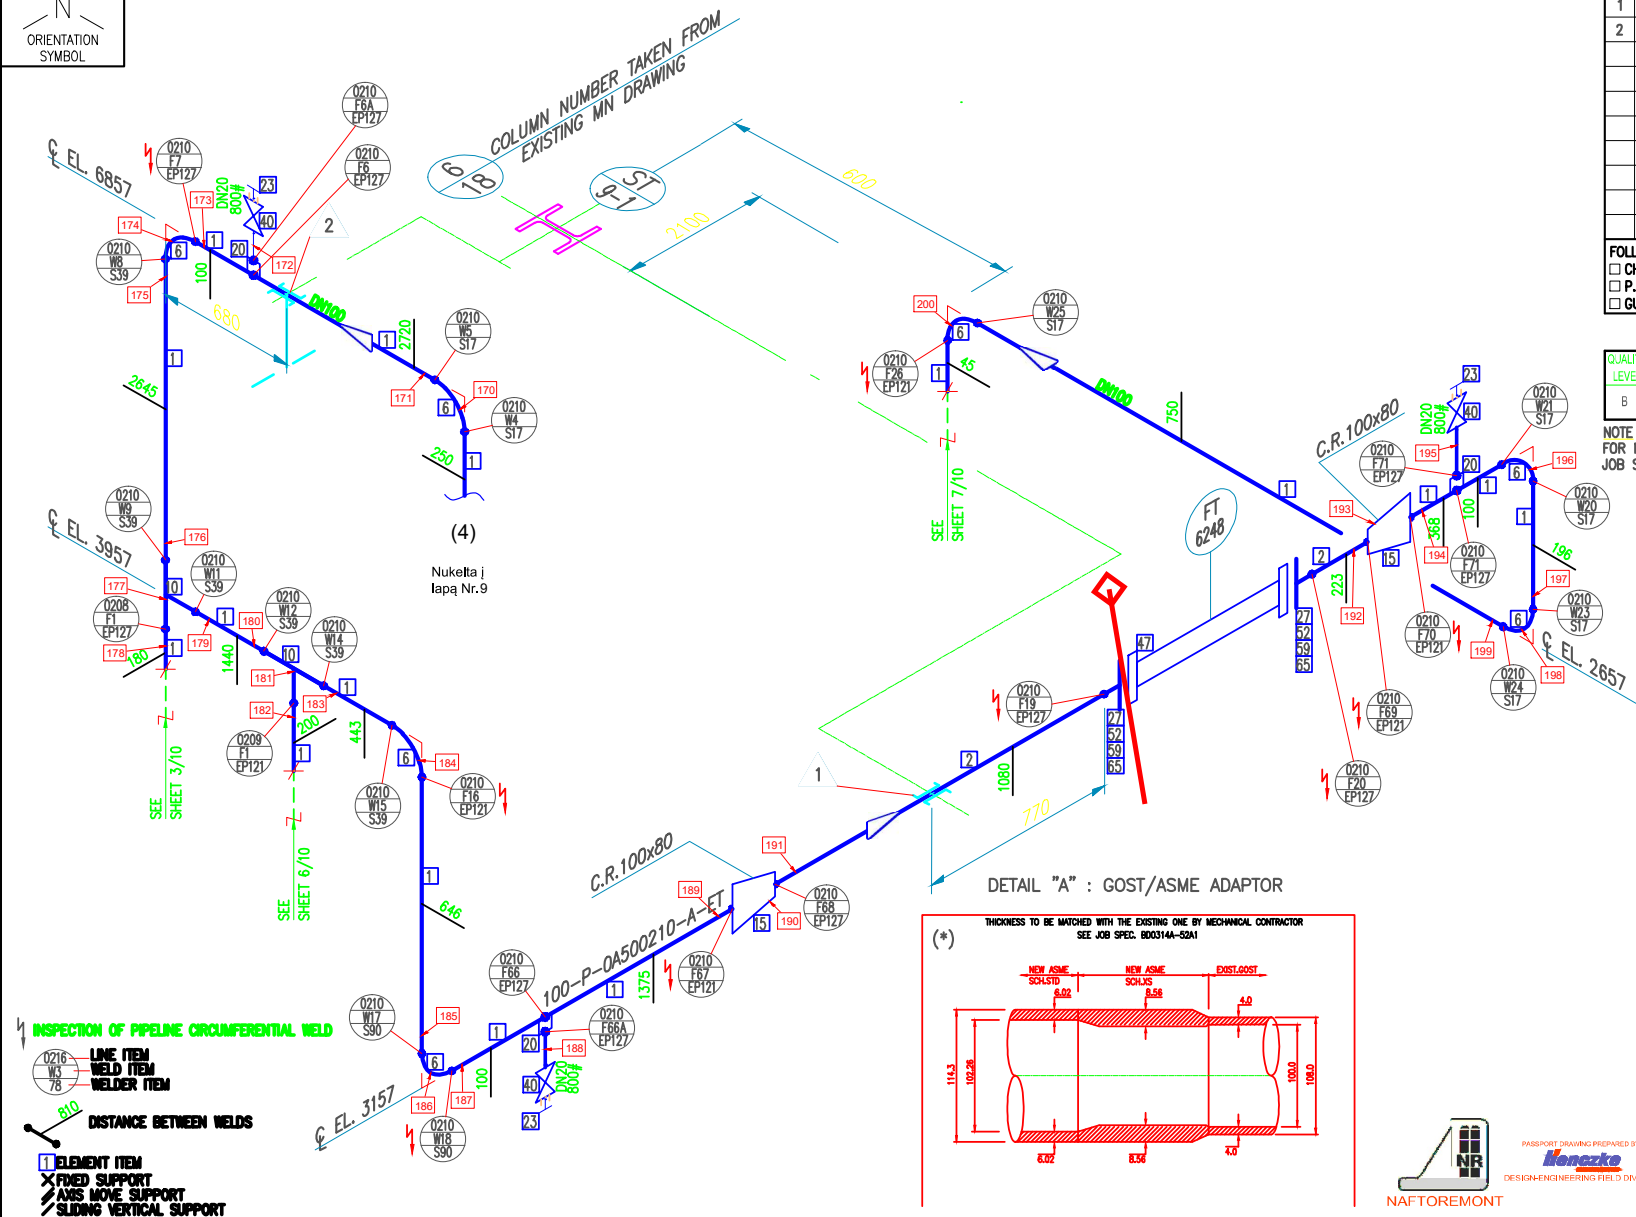 N
ORIENTATION
SYMBOL
COLUMN NUMBER TAKEN FROM
EXISTING MN DRAWING
6
18
ST
9-1
600
2100
1
2
FOLL
CH
P.
GU
QUALI
LEVE
B
NOTE
FOR
JOB S
C̲L EL. 6857
0210
F7
EP127
0210
F6A
EP127
0210
F6
EP127
DN20
800#
23
40
20
173
174
172
175
6
1
100
0210
W8
S39
680
2
DN100
1
2720
0210
W5
S17
171
170
6
0210
W4
S17
250
1
(4)
Nukelta į
lapą Nr.9
1
2645
0210
W9
S39
176
C̲L EL. 3957
177
10
0210
W11
S39
0208
F1
EP127
178
1
180
179
1
1440
180
0210
W12
S39
10
0210
W14
S39
181
182
183
1
200
443
1
0209
F1
EP121
SEE
SHEET 3/10
SEE
SHEET 6/10
0210
W15
S39
6
184
0210
F16
EP121
1
646
0210
W17
S90
185
6
186
187
1
100
0210
W18
S90
C̲L EL. 3157
0210
F66
EP127
0210
F66A
EP127
20
188
40
23
DN20
800#
100-P-0A500210-A-FT
1
1375
0210
F67
EP121
189
C.R.100x80
15
190
191
0210
F68
EP127
1
2
1080
770
0210
F19
EP127
47
27
52
59
65
FT
6248
27
52
59
65
2
223
192
0210
F20
EP127
0210
F69
EP121
193
15
C.R.100x80
0210
F70
EP121
194
1
368
0210
F71
EP127
0210
F71
EP127
195
20
40
23
DN20
800#
1
100
0210
W21
S17
6
196
0210
W20
S17
1
196
197
0210
W23
S17
6
198
199
0210
W24
S17
C̲L EL. 2657
200
6
0210
W25
S17
0210
F26
EP121
1
45
SEE
SHEET 7/10
DN100
750
1
DETAIL "A" : GOST/ASME ADAPTOR
THICKNESS TO BE MATCHED WITH THE EXISTING ONE BY MECHANICAL CONTRACTOR
SEE JOB SPEC. BD0314A-52A1
(*)
NEW ASME
SCH.STD
NEW ASME
SCH.XS
EXIST.GOST
6.02
8.56
4.0
114.3
102.26
100.0
108.0
6.02
8.56
4.0
INSPECTION OF PIPELINE CIRCUMFERENTIAL WELD
0216
W3
78
LINE ITEM
WELD ITEM
WELDER ITEM
810
DISTANCE BETWEEN WELDS
1 ELEMENT ITEM
FIXED SUPPORT
AXIS MOVE SUPPORT
SLIDING VERTICAL SUPPORT
NR
NAFTOREMONT
PASSPORT DRAWING PREPARED B
Henczke
DESIGN-ENGINEERING FIELD DIV